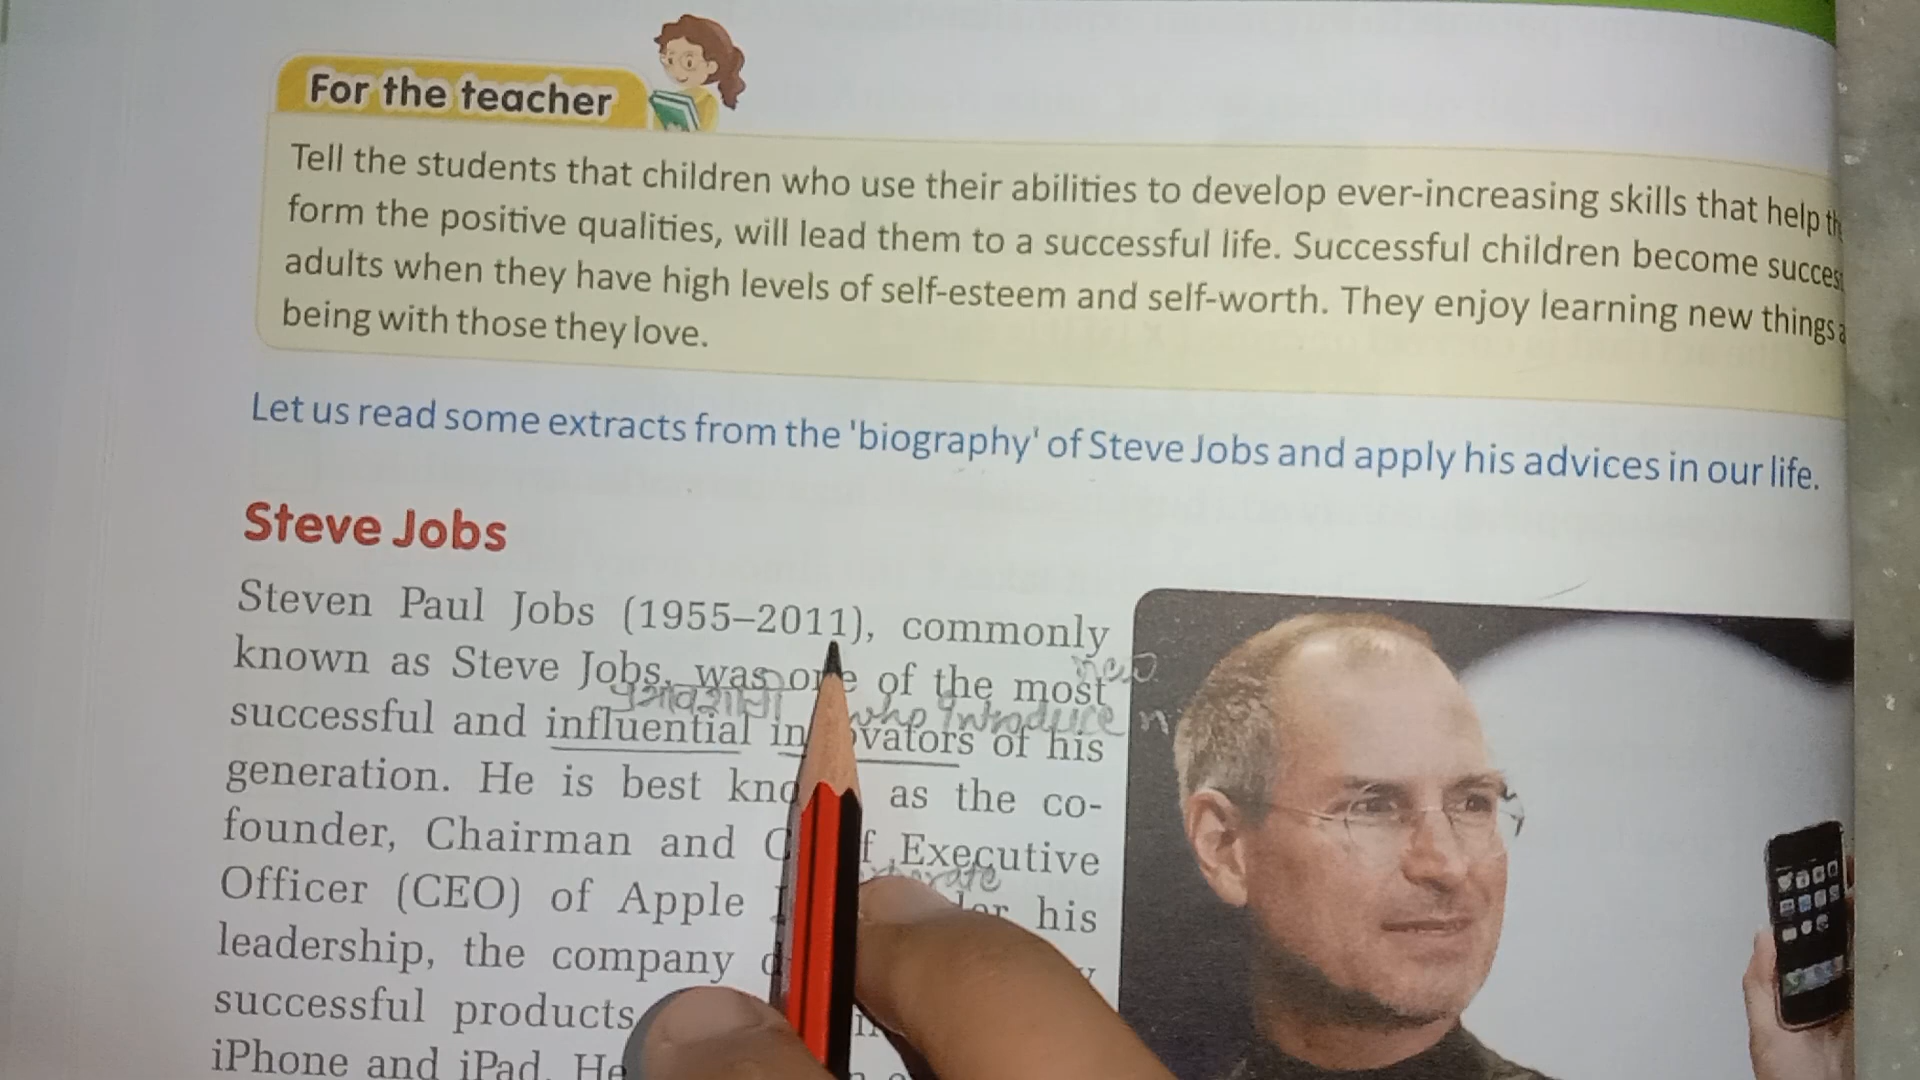 For the teacher
Tell the students that children who use their abilities to develop ever-increasing skills that help
form the positive qualities, will lead them to a successful life. Successful children become
adults when they have high levels of self-esteem and self-worth. They enjoy learning new things
being with those they love.
Let us read some extracts from the 'biography' of Steve Jobs and apply his advices in our life.
Steve Jobs
Steven Paul Jobs (1955–2011), commonly
new
known as Steve Jobs, was one of the most
who introduce
successful and influential innovators of his
generation. He is best as the co-
founder, Chairman and Executive
Officer (CEO) of Apple his
leadership, the company
successful products
iPhone and iPad. He